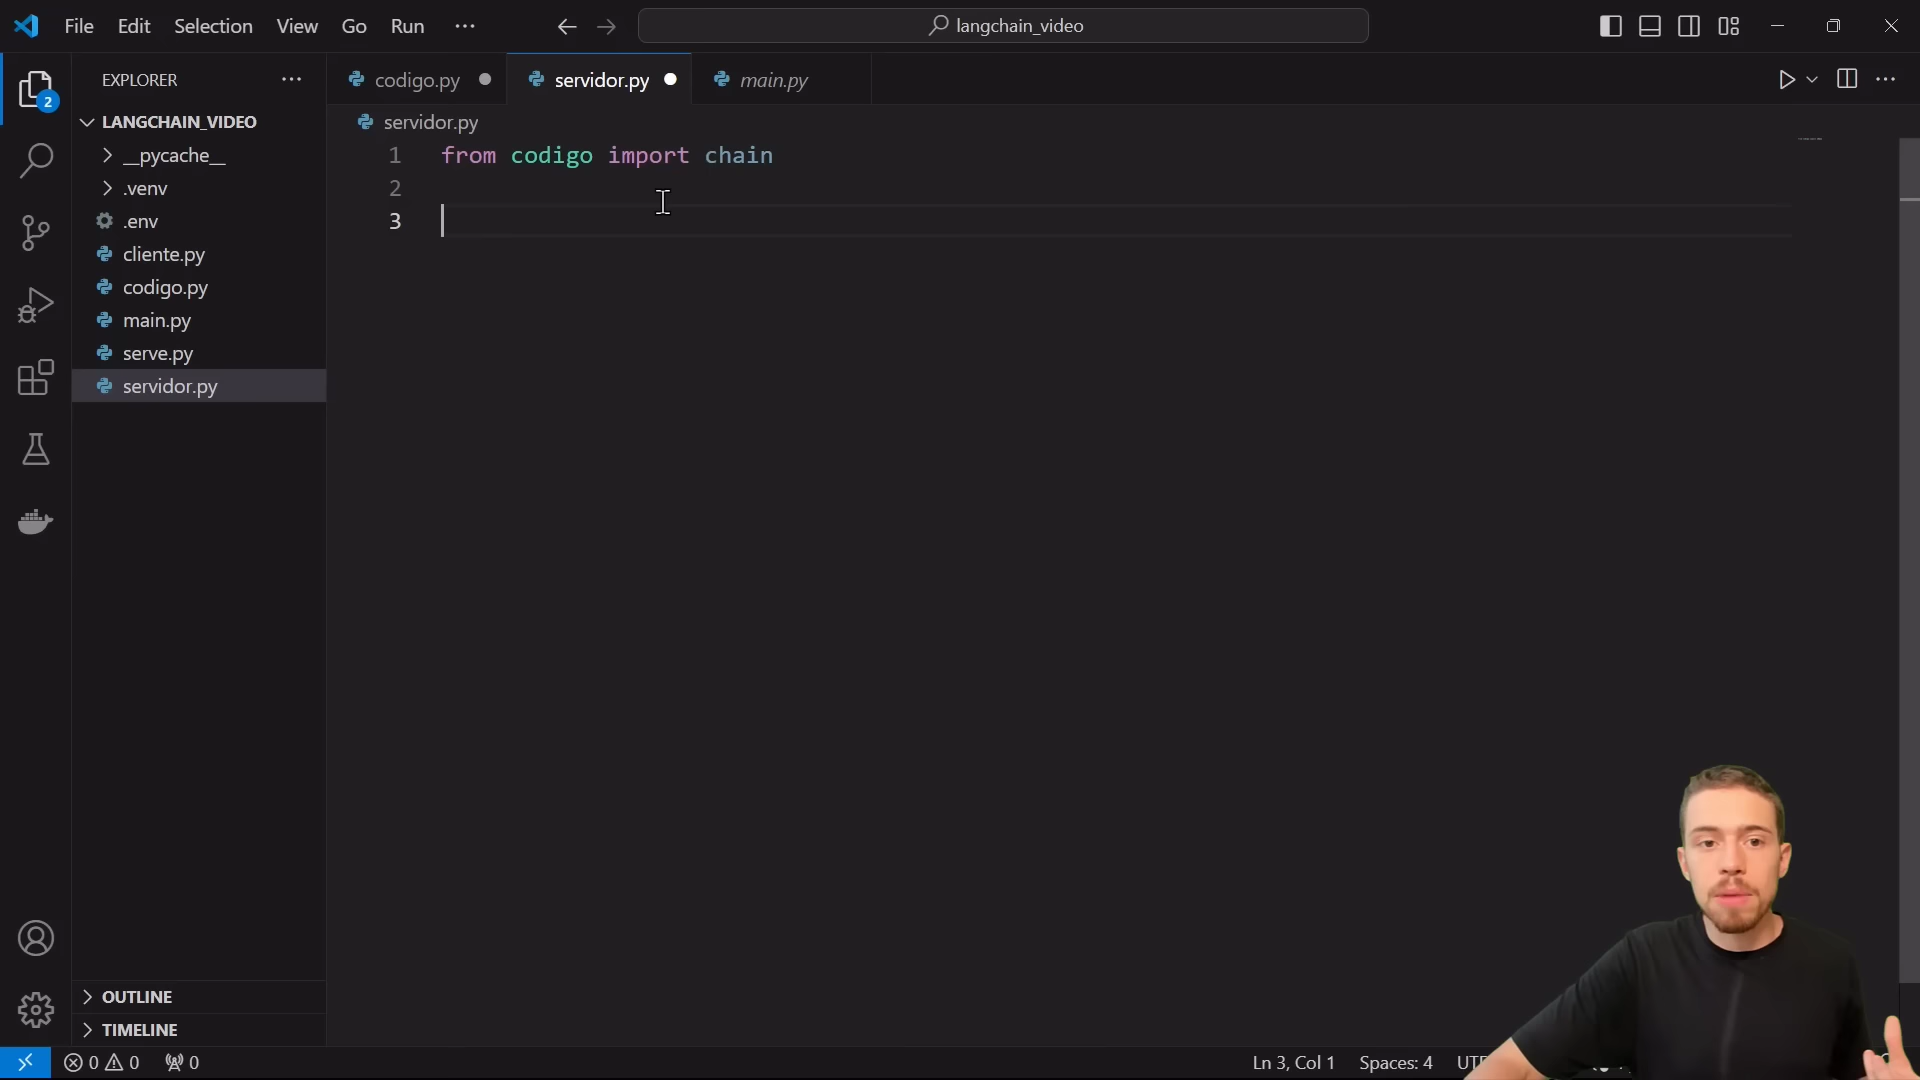 File Edit Selection View Go Run ···
langchain_video
EXPLORER
2
LANGCHAIN_VIDEO
__pycache__
.venv
.env
cliente.py
codigo.py
main.py
serve.py
servidor.py
OUTLINE
TIMELINE
codigo.py servidor.py main.py
servidor.py
1 from codigo import chain
2
3
0 0 0
Ln 3, Col 1 Spaces: 4